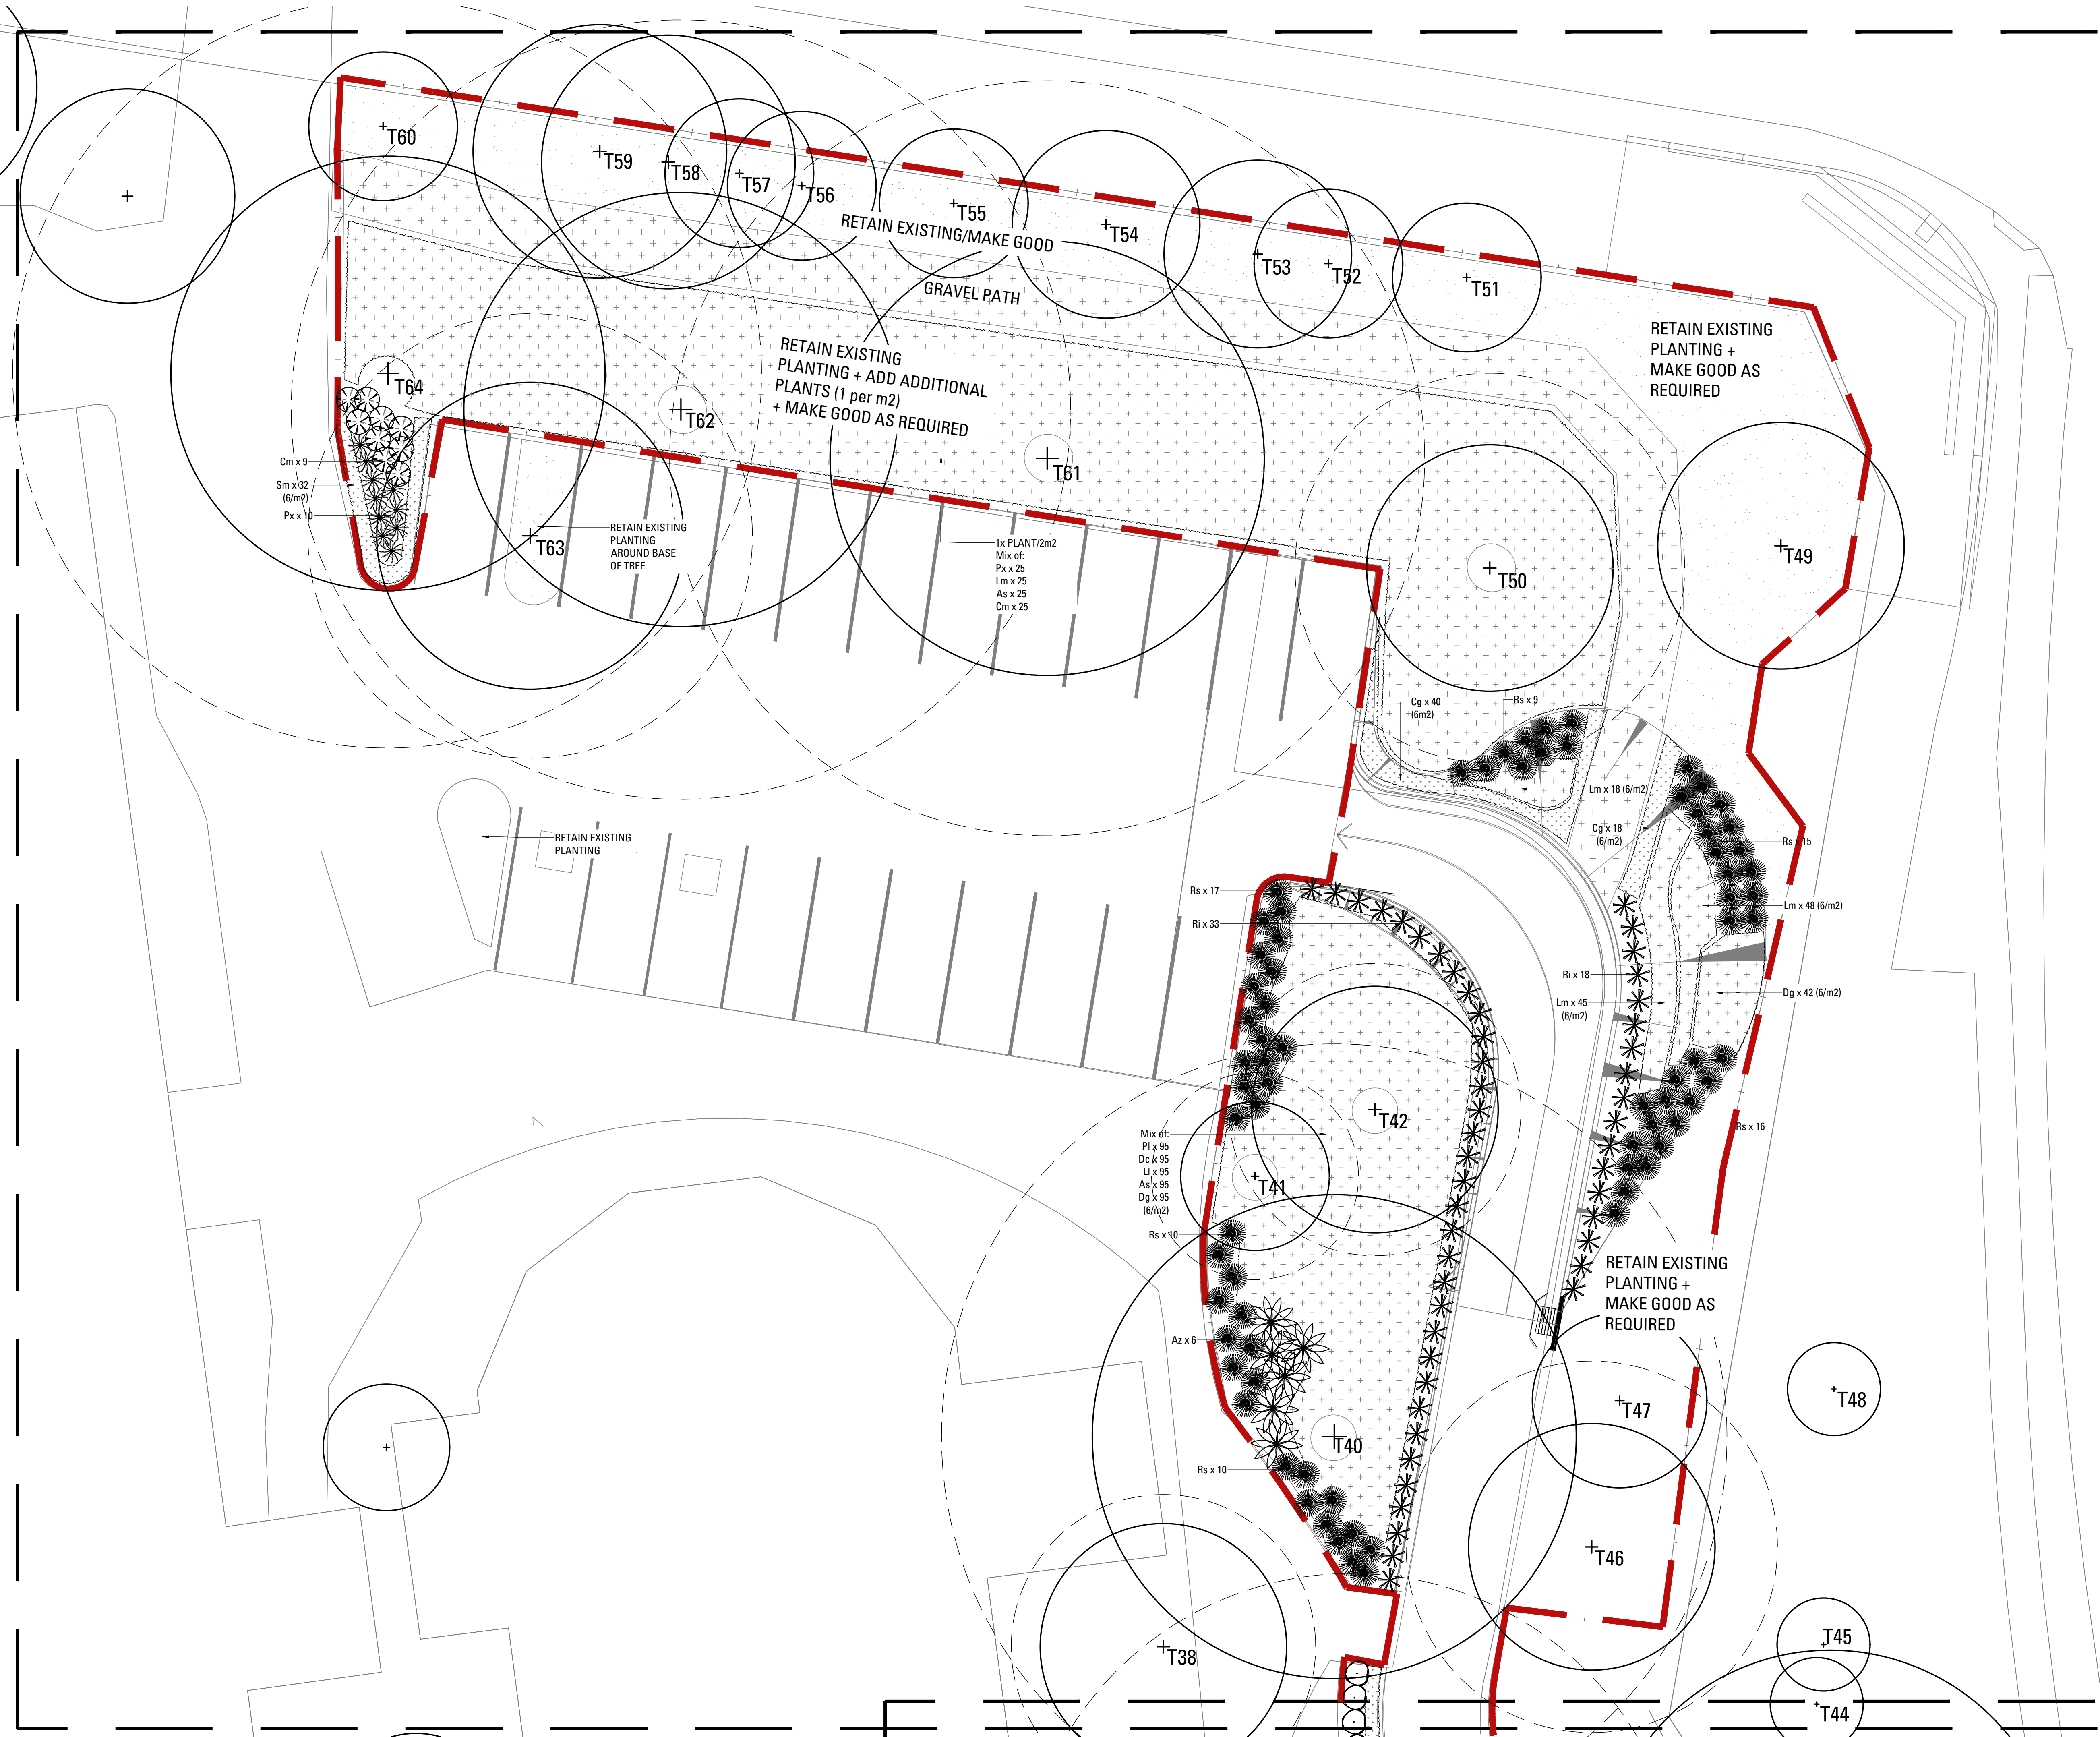 T60
T59
T58
T57
T56
T55
T54
T53
T52
T51
RETAIN EXISTING/MAKE GOOD
GRAVEL PATH
RETAIN EXISTING
PLANTING +
MAKE GOOD AS
REQUIRED
RETAIN EXISTING
PLANTING + ADD ADDITIONAL
PLANTS (1 per m2)
+ MAKE GOOD AS REQUIRED
T64
T62
T61
Cm x 9
Sm x 32
(6/m2)
Px x 10
T63
RETAIN EXISTING
PLANTING
AROUND BASE
OF TREE
1x PLANT/2m2
Mix of:
Px x 25
Lm x 25
As x 25
Cm x 25
T50
T49
Cg x 40
(6m2)
Rs x 9
Lm x 18 (6/m2)
Cg x 18
(6/m2)
Rs x 15
RETAIN EXISTING
PLANTING
Rs x 17
Ri x 33
Lm x 48 (6/m2)
Ri x 18
Lm x 45
(6/m2)
Dg x 42 (6/m2)
T42
Mix of:
Pl x 95
Dc x 95
Ll x 95
As x 95
Dg x 95
(6/m2)
T41
Rs x 16
Rs x 10
RETAIN EXISTING
PLANTING +
MAKE GOOD AS
REQUIRED
Az x 6
T47
T48
T40
Rs x 10
T46
T38
T45
T44